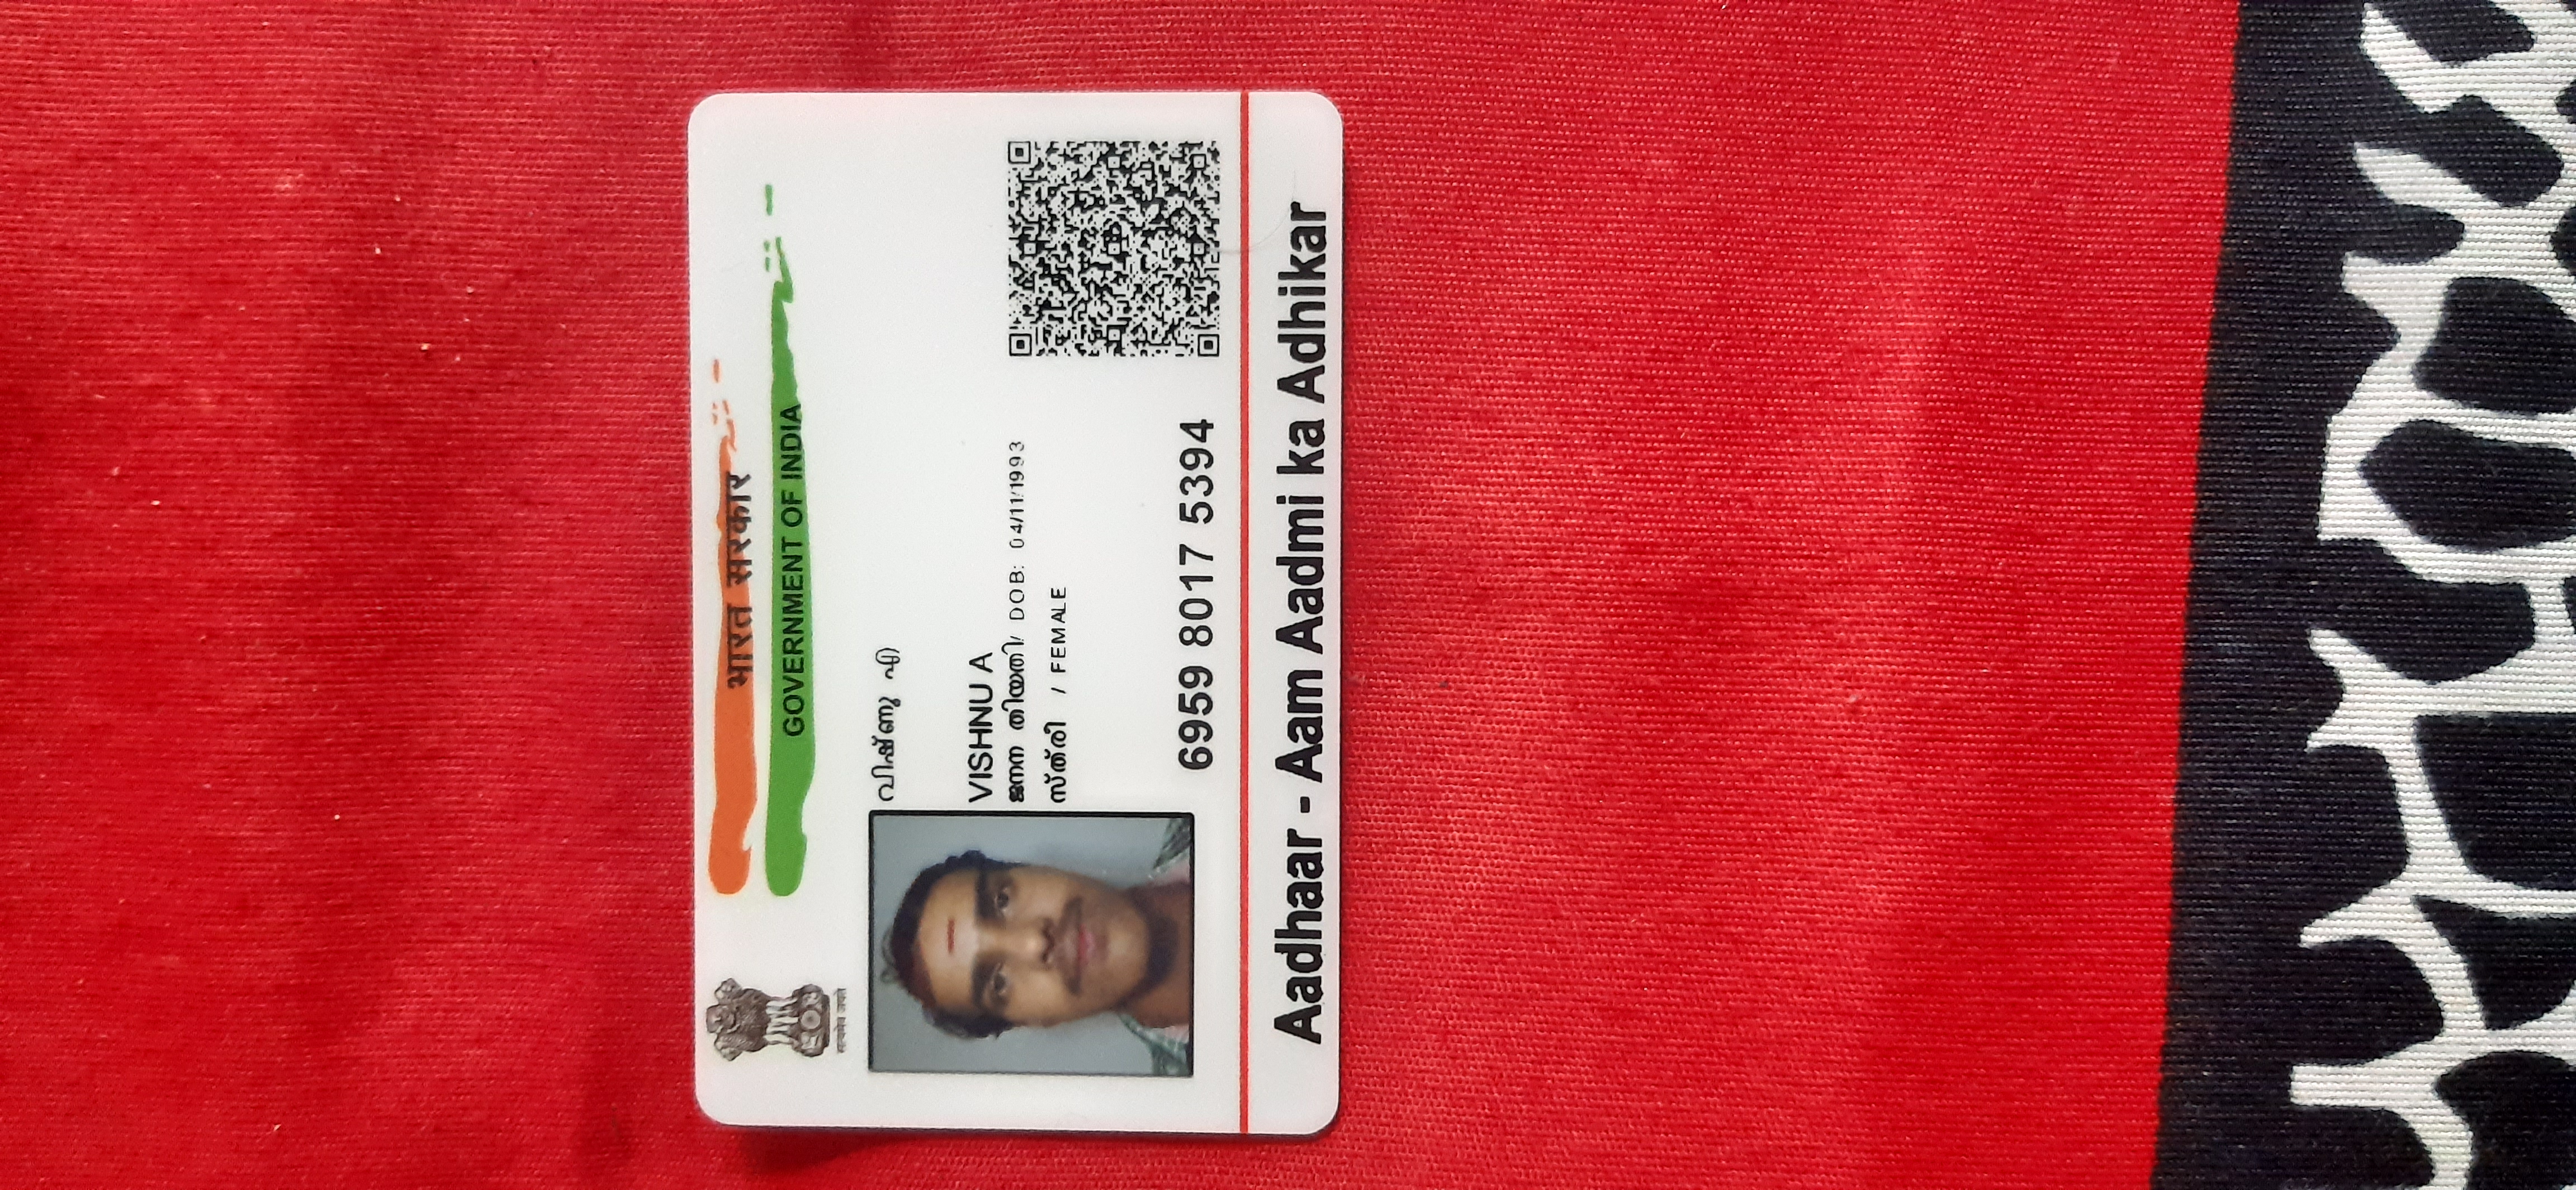 भारत सरकार
GOVERNMENT OF INDIA
सत्यमेव जयते
വിഷ്ണു എ
VISHNU A
ജനന തിയതി/ DOB: 04/11/1993
സ്ത്രീ / FEMALE
6959 8017 5394
Aadhaar - Aam Aadmi ka Adhikar